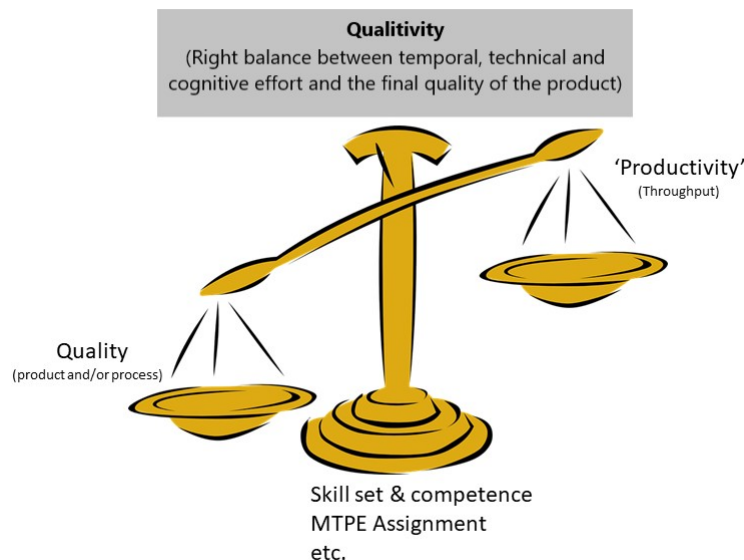 Qualitivity
(Right balance between temporal, technical and
cognitive effort and the final quality of the product)
‘Productivity’
(Throughput)
Quality
(product and/or process)
Skill set & competence
MTPE Assignment
etc.